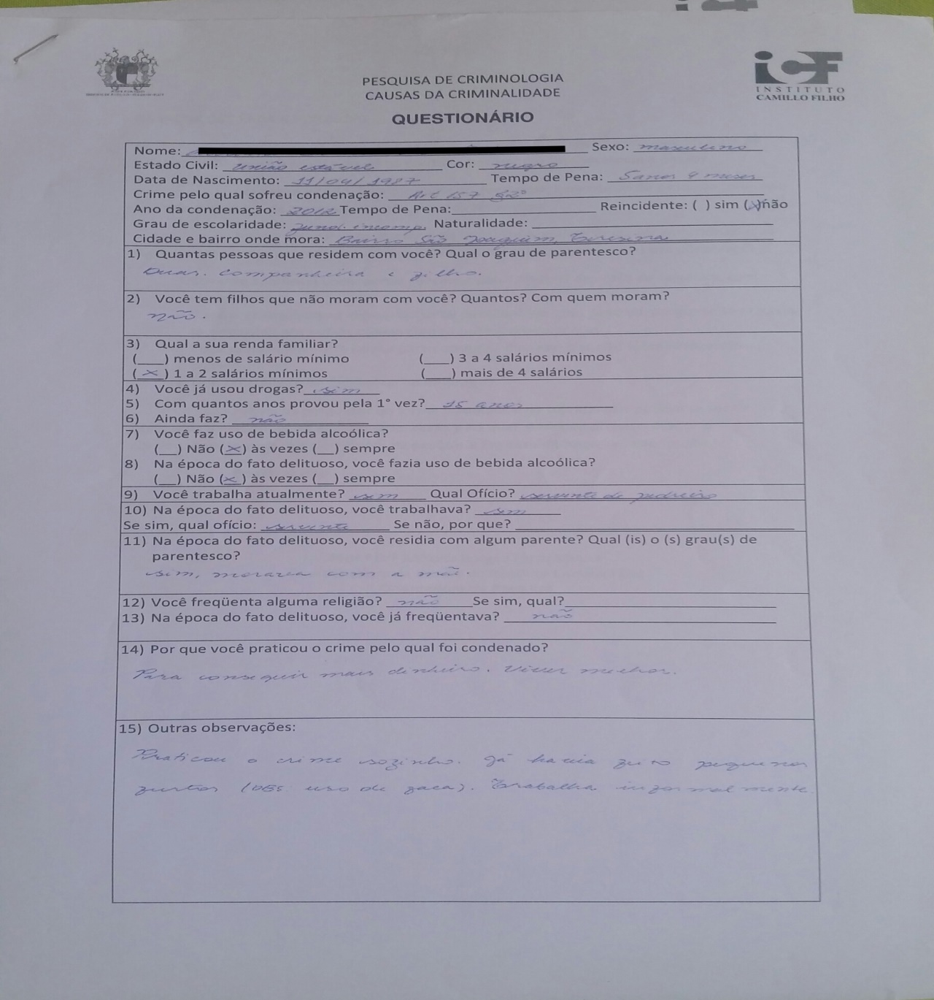 iCF
INSTITUTO
CAMILLO FILHO
PESQUISA DE CRIMINOLOGIA
CAUSAS DA CRIMINALIDADE
QUESTIONÁRIO
Nome: Sexo: masculino
Estado Civil: união estável Cor: negro
Data de Nascimento: 11/04/1987 Tempo de Pena: 5 anos 4 meses
Crime pelo qual sofreu condenação: Art 157 §2º
Ano da condenação: 2012 Tempo de Pena: Reincidente: ( ) sim (x) não
Grau de escolaridade: fund. incomp. Naturalidade:
Cidade e bairro onde mora: Bairro São Joaquim, Teresina
1) Quantas pessoas que residem com você? Qual o grau de parentesco?
Duas. companheira e filho.
2) Você tem filhos que não moram com você? Quantos? Com quem moram?
não.
3) Qual a sua renda familiar?
(___) menos de salário mínimo (___) 3 a 4 salários mínimos
(x) 1 a 2 salários mínimos (___) mais de 4 salários
4) Você já usou drogas? sim
5) Com quantos anos provou pela 1° vez? 15 anos
6) Ainda faz? não
7) Você faz uso de bebida alcoólica?
(__) Não (x) às vezes (__) sempre
8) Na época do fato delituoso, você fazia uso de bebida alcoólica?
(__) Não (x) às vezes (__) sempre
9) Você trabalha atualmente? sim Qual Ofício? servente de pedreiro
10) Na época do fato delituoso, você trabalhava? sim
Se sim, qual ofício: servente Se não, por que?
11) Na época do fato delituoso, você residia com algum parente? Qual (is) o (s) grau(s) de
parentesco?
sim, morava com a mãe.
12) Você freqüenta alguma religião? não Se sim, qual?
13) Na época do fato delituoso, você já freqüentava? não
14) Por que você praticou o crime pelo qual foi condenado?
Para conseguir mais dinheiro. Viver melhor.
15) Outras observações:
Praticou o crime sozinho. Já havia feito pequenos
furtos (OBS. uso de faca). Trabalha informalmente